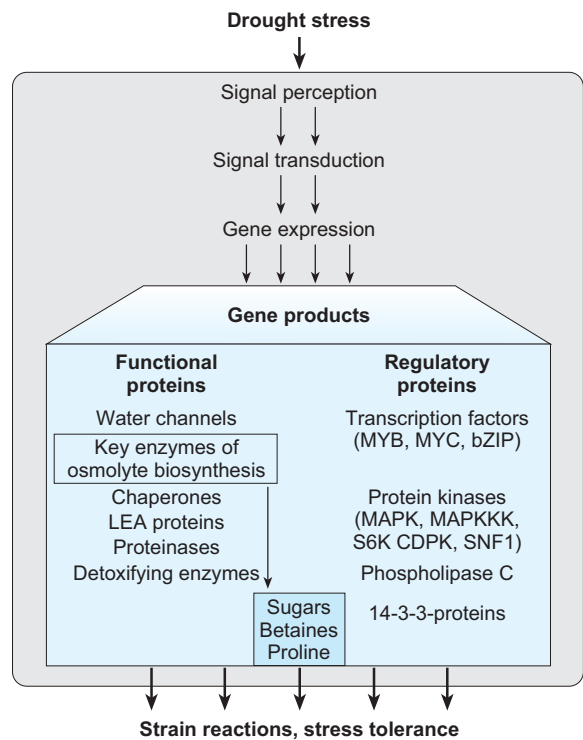 Drought stress
Signal perception
Signal transduction
Gene expression
Gene products
Functional
proteins
Water channels
Key enzymes of
osmolyte biosynthesis
Chaperones
LEA proteins
Proteinases
Detoxifying enzymes
Sugars
Betaines
Proline
Regulatory
proteins
Transcription factors
(MYB, MYC, bZIP)
Protein kinases
(MAPK, MAPKKK,
S6K CDPK, SNF1)
Phospholipase C
14-3-3-proteins
Strain reactions, stress tolerance